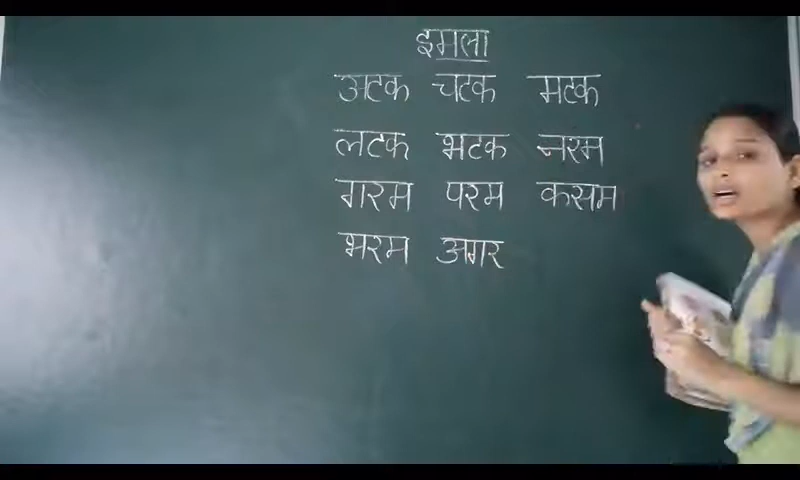 इमला
अटक चटक मटक
लटक भटक नरम
गरम परम कसम
भरम अगर